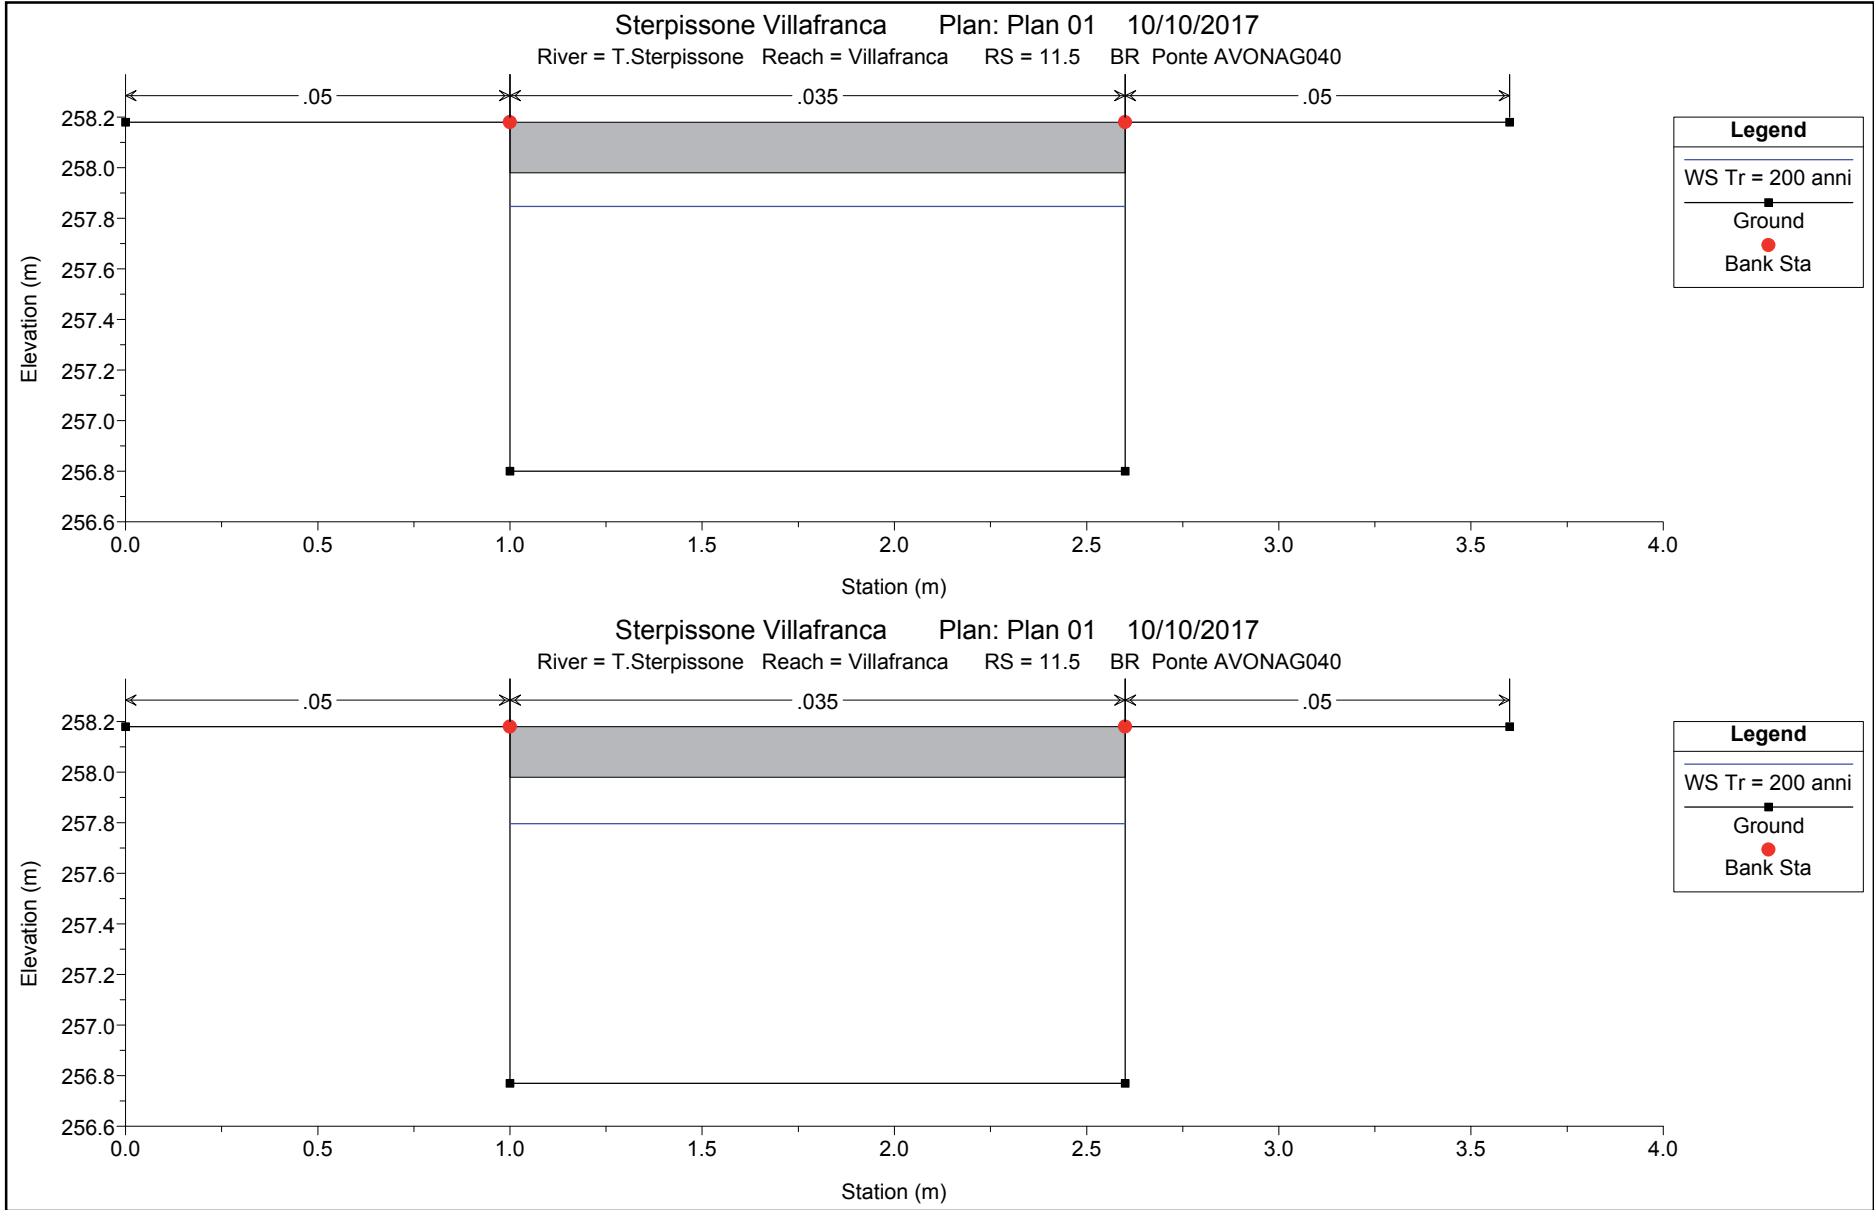 Sterpissone Villafranca Plan: Plan 01 10/10/2017
River = T.Sterpissone Reach = Villafranca RS = 11.5 BR Ponte AVONAG040
.05 .035 .05
258.2
258.0
257.8
257.6
257.4
257.2
257.0
256.8
256.6
Elevation (m)
0.0 0.5 1.0 1.5 2.0 2.5 3.0 3.5 4.0
Station (m)
Legend
WS Tr = 200 anni
Ground
Bank Sta
Sterpissone Villafranca Plan: Plan 01 10/10/2017
River = T.Sterpissone Reach = Villafranca RS = 11.5 BR Ponte AVONAG040
.05 .035 .05
258.2
258.0
257.8
257.6
257.4
257.2
257.0
256.8
256.6
Elevation (m)
0.0 0.5 1.0 1.5 2.0 2.5 3.0 3.5 4.0
Station (m)
Legend
WS Tr = 200 anni
Ground
Bank Sta